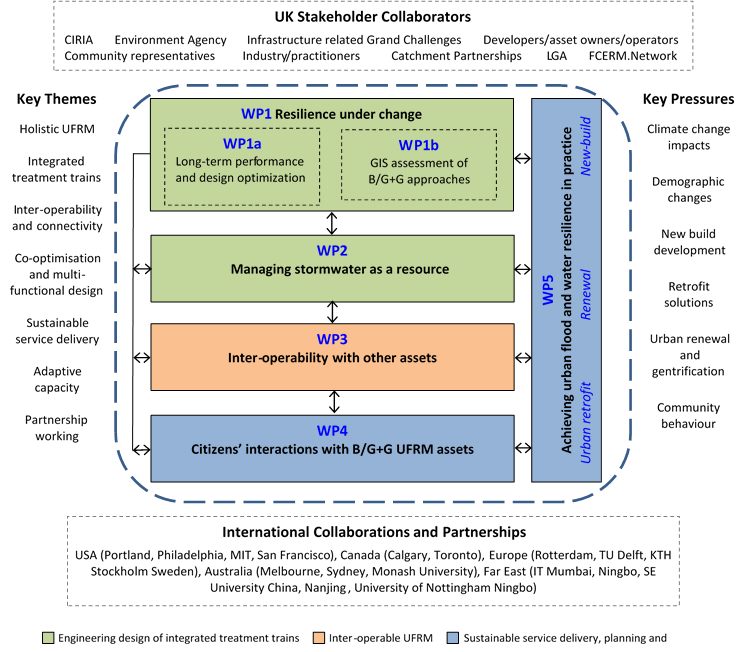 UK Stakeholder Collaborators
CIRIA Environment Agency Infrastructure related Grand Challenges Developers/asset owners/operators
Community representatives Industry/practitioners Catchment Partnerships LGA FCERM.Network
Key Themes
Holistic UFRM
Integrated
treatment trains
Inter-operability
and connectivity
Co-optimisation
and multi-
functional design
Sustainable
service delivery
Adaptive
capacity
Partnership
working
WP1 Resilience under change
WP1a
Long-term performance
and design optimization
WP1b
GIS assessment of
B/G+G approaches
WP2
Managing stormwater as a resource
WP3
Inter-operability with other assets
WP4
Citizens’ interactions with B/G+G UFRM assets
WP5
Achieving urban flood and water resilience in practice
New-build
Renewal
Urban retrofit
Key Pressures
Climate change
impacts
Demographic
changes
New build
development
Retrofit
solutions
Urban renewal
and
gentrification
Community
behaviour
International Collaborations and Partnerships
USA (Portland, Philadelphia, MIT, San Francisco), Canada (Calgary, Toronto), Europe (Rotterdam, TU Delft, KTH
Stockholm Sweden), Australia (Melbourne, Sydney, Monash University), Far East (IT Mumbai, Ningbo, SE
University China, Nanjing, University of Nottingham Ningbo)
Engineering design of integrated treatment trains Inter-operable UFRM Sustainable service delivery, planning and